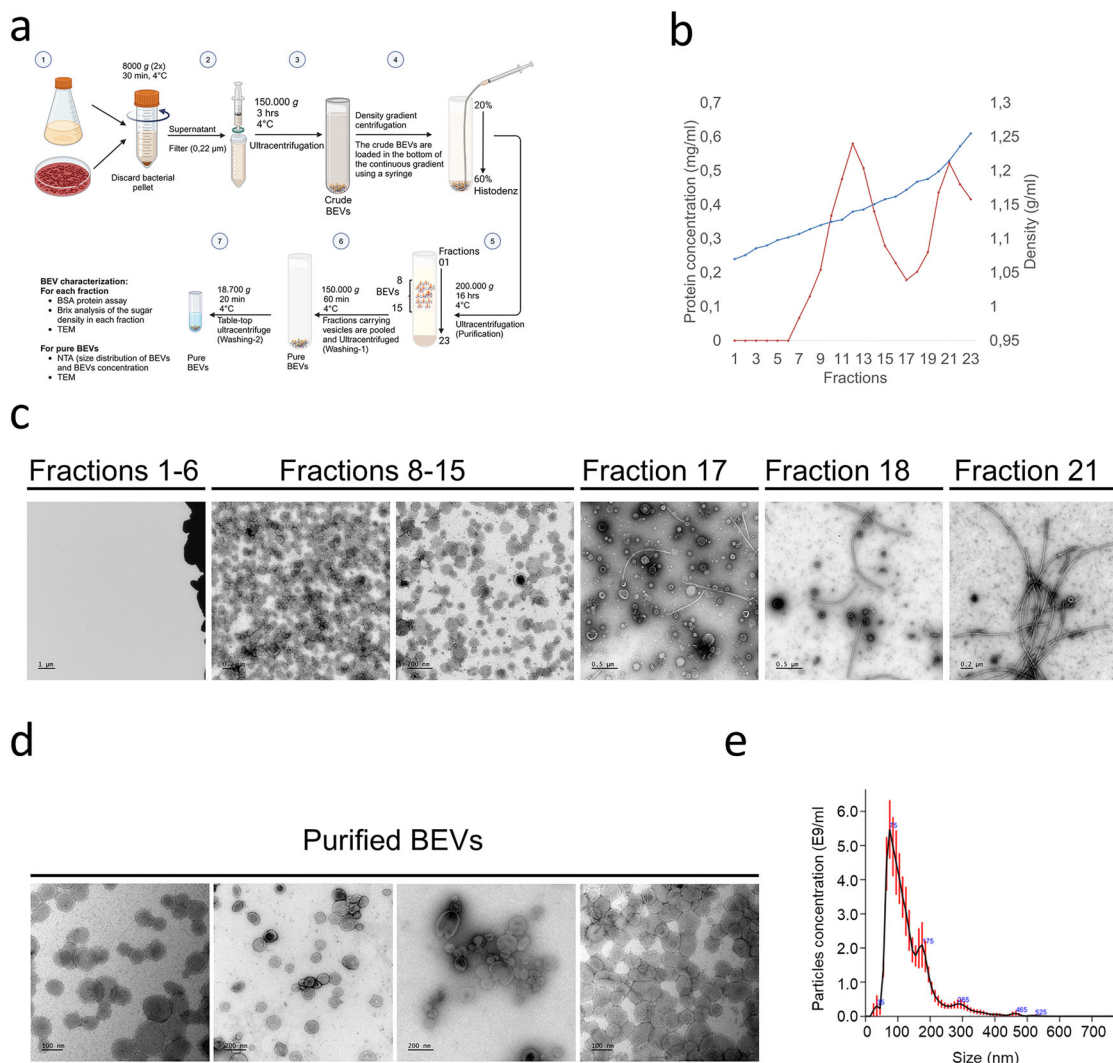 a
1
8000 g (2x)
30 min, 4°C
2
3
4
Supernatant
Filter (0,22 µm)
Discard bacterial
pellet
150.000 g
3 hrs
4°C
Ultracentrifugation
Crude
BEVs
Density gradient
centrifugation
The crude BEVs are
loaded in the bottom of
the continuous gradient
using a syringe
20%
60%
Histodenz
7
6
5
BEV characterization:
For each fraction
• BSA protein assay
• Brix analysis of the sugar
density in each fraction
• TEM
For pure BEVs
• NTA (size distribution of BEVs
and BEVs concentration
• TEM
18.700 g
20 min
4°C
Table-top
ultracentrifuge
(Washing-2)
Pure
BEVs
150.000 g
60 min
4°C
Fractions carrying
vesicles are pooled
and Ultracentrifuged
(Washing-1)
Pure
BEVs
Fractions
01
8
BEVs
15
23
200.000 g
16 hrs
4°C
Ultracentrifugation
(Purification)
b
Protein concentration (mg/ml)
0,7
0,6
0,5
0,4
0,3
0,2
0,1
0
1 3 5 7 9 11 13 15 17 19 21 23
Fractions
1,3
1,25
1,2
1,15
1,1
1,05
1
0,95
Density (g/ml)
c
Fractions 1-6
Fractions 8-15
Fraction 17
Fraction 18
Fraction 21
1 µm
0.2 µm
200 nm
0.5 µm
0.5 µm
0.2 µm
d
Purified BEVs
100 nm
200 nm
200 nm
100 nm
e
Particles concentration (E9/ml
6.0
5.0
4.0
3.0
2.0
1.0
0.0
75
285
465
525
0 100 200 300 400 500 600 700
Size (nm)